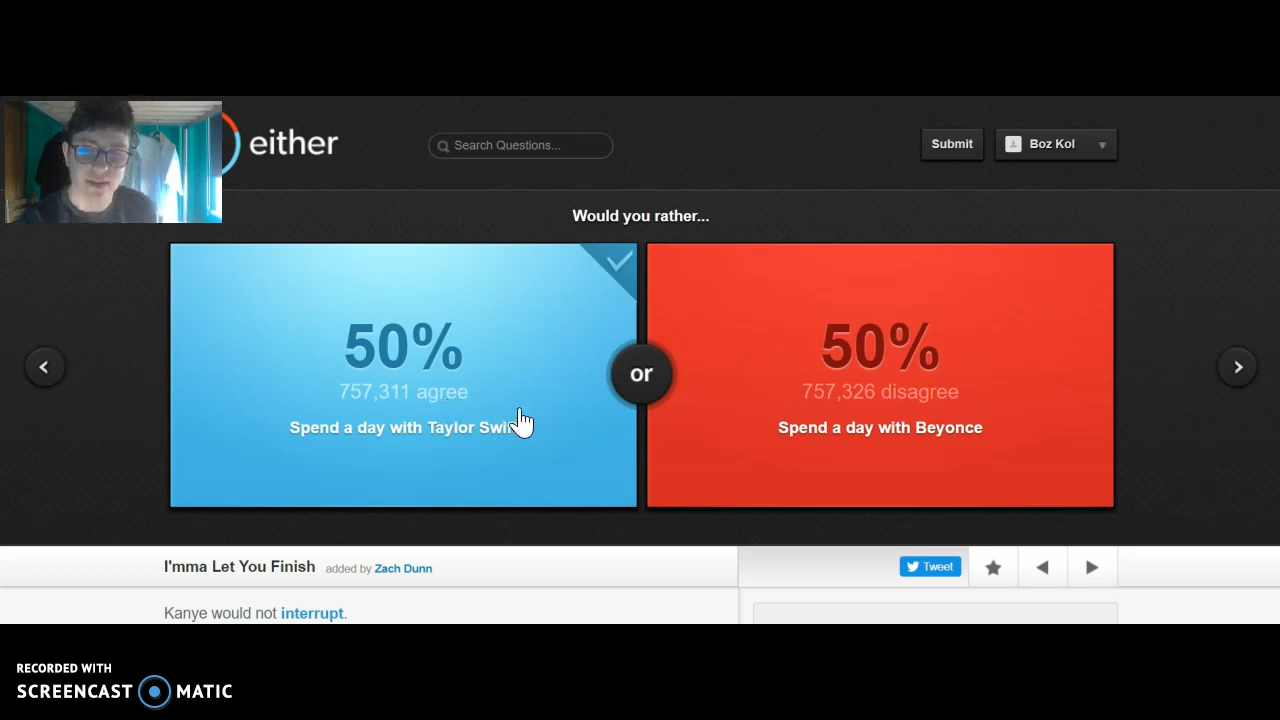 either
Search Questions...
Submit
Boz Kol
Would you rather...
50%
757,311 agree
Spend a day with Taylor
or
50%
757,326 disagree
Spend a day with Beyonce
I'mma Let You Finish added by Zach Dunn
Tweet
Kanye would not interrupt.
RECORDED WITH
SCREENCAST MATIC